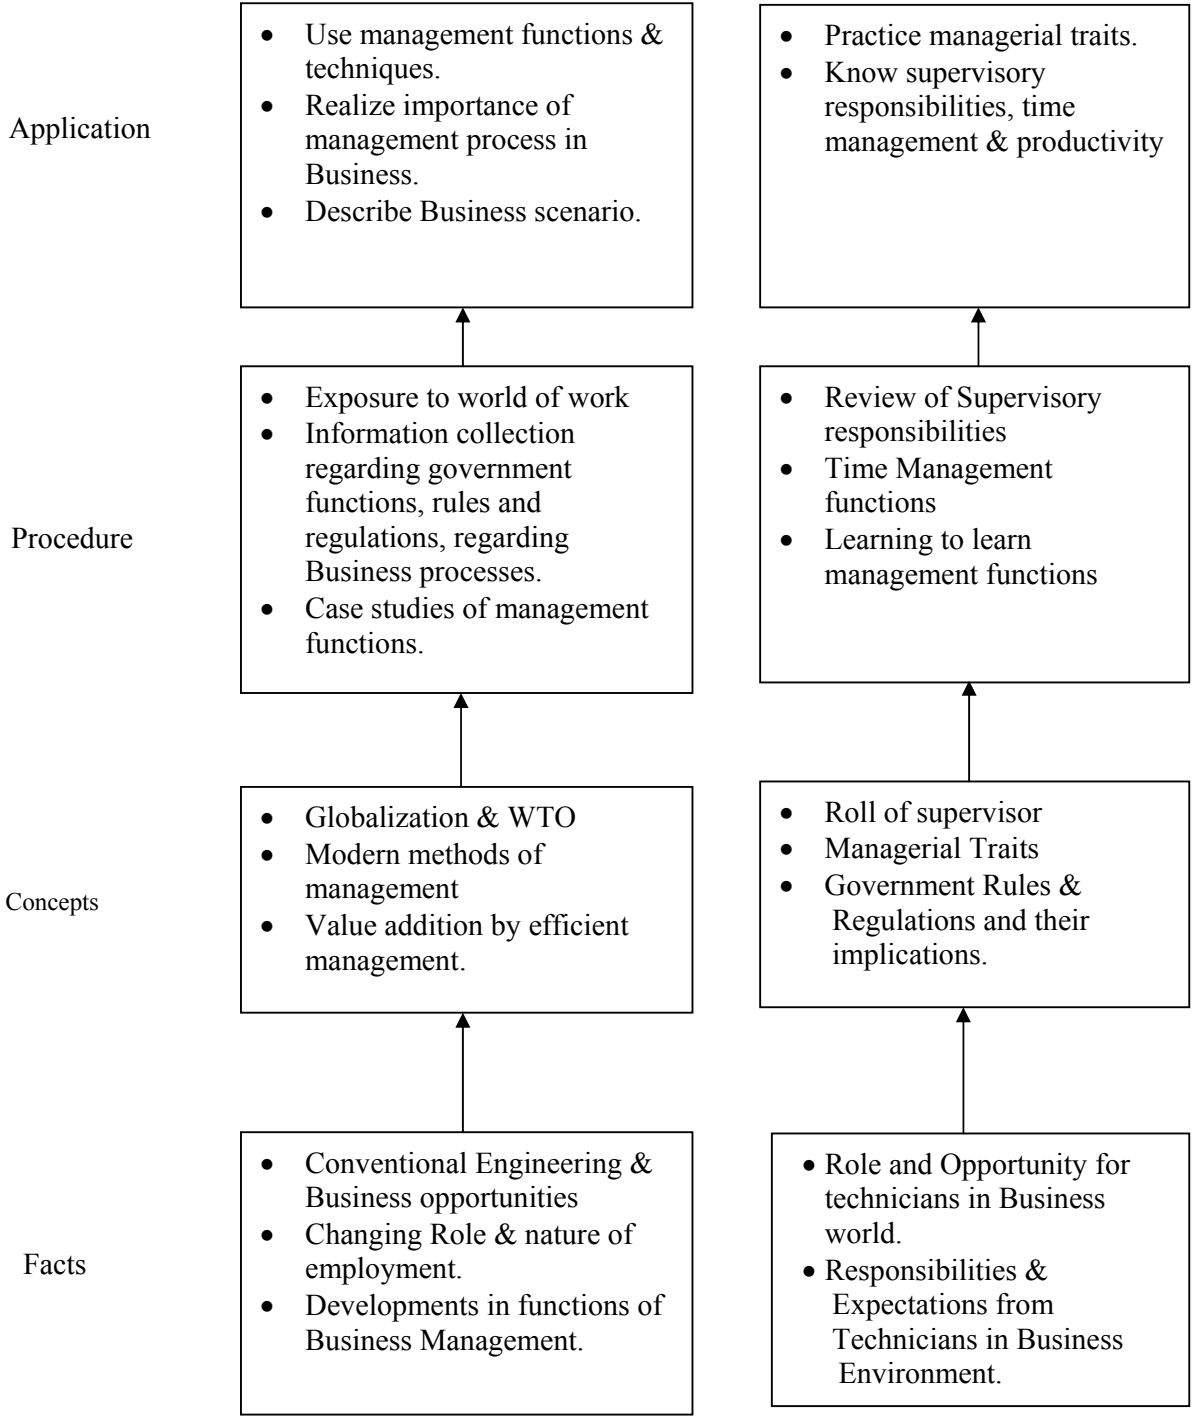 Application
• Use management functions &
techniques.
• Realize importance of
management process in
Business.
• Describe Business scenario.
• Practice managerial traits.
• Know supervisory
responsibilities, time
management & productivity
Procedure
• Exposure to world of work
• Information collection
regarding government
functions, rules and
regulations, regarding
Business processes.
• Case studies of management
functions.
• Review of Supervisory
responsibilities
• Time Management
functions
• Learning to learn
management functions
Concepts
• Globalization & WTO
• Modern methods of
management
• Value addition by efficient
management.
• Roll of supervisor
• Managerial Traits
• Government Rules &
Regulations and their
implications.
Facts
• Conventional Engineering &
Business opportunities
• Changing Role & nature of
employment.
• Developments in functions of
Business Management.
• Role and Opportunity for
technicians in Business
world.
• Responsibilities &
Expectations from
Technicians in Business
Environment.